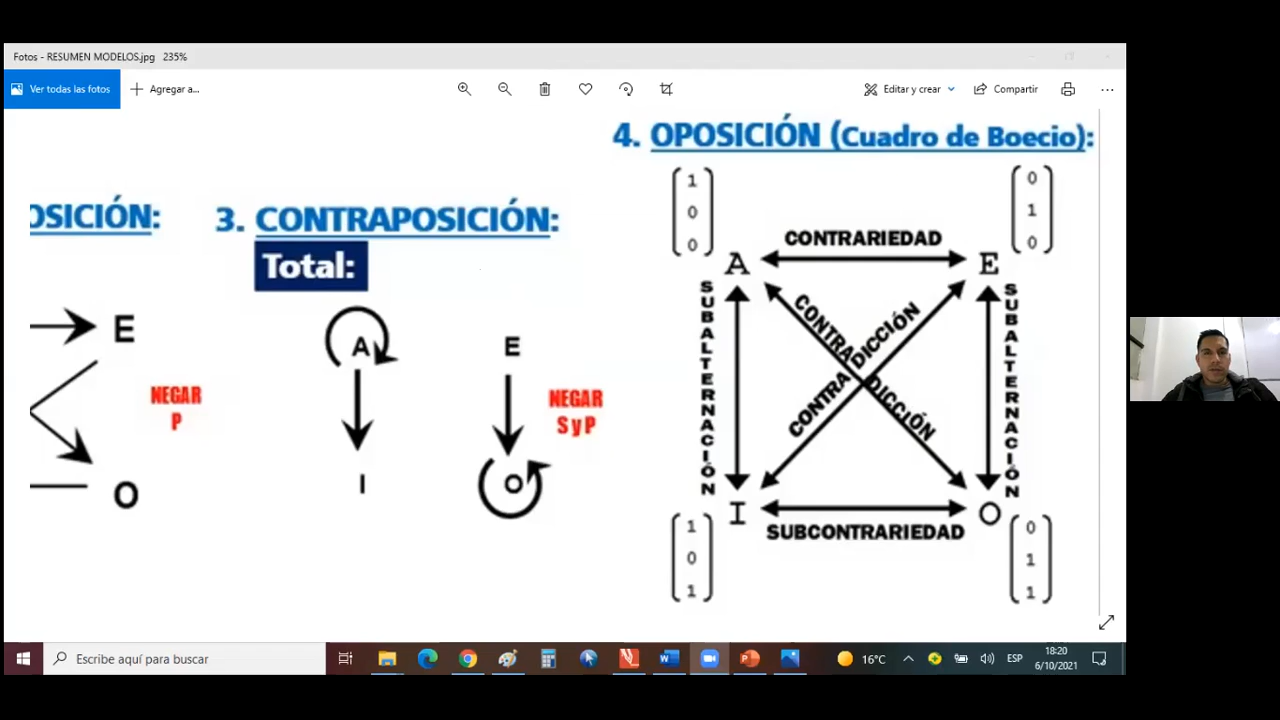 Fotos - RESUMEN MODELOS.jpg 235%
Ver todas las fotos
Agregar a...
Editar y crear
Compartir
OSICIÓN:
E
NEGAR
P
O
3. CONTRAPOSICIÓN:
Total:
A
I
E
NEGAR
S y P
O
4. OPOSICIÓN (Cuadro de Boecio):
1
0
0
0
1
0
A
CONTRARIEDAD
E
SUBALTERNACIÓN
CONTRADICCIÓN
CONTRADICCIÓN
SUBALTERNACIÓN
I
SUBCONTRARIEDAD
O
1
0
1
0
1
1
Escribe aquí para buscar
16°C
ESP
18:20
6/10/2021